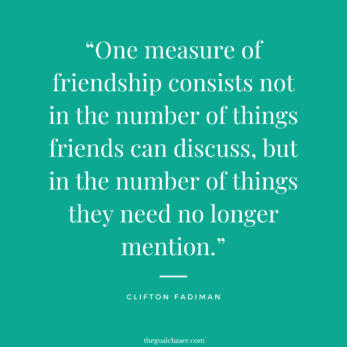 “One measure of
friendship consists not
in the number of things
friends can discuss, but
in the number of things
they need no longer
mention.”
CLIFTON FADIMAN
thegoalchaser.com